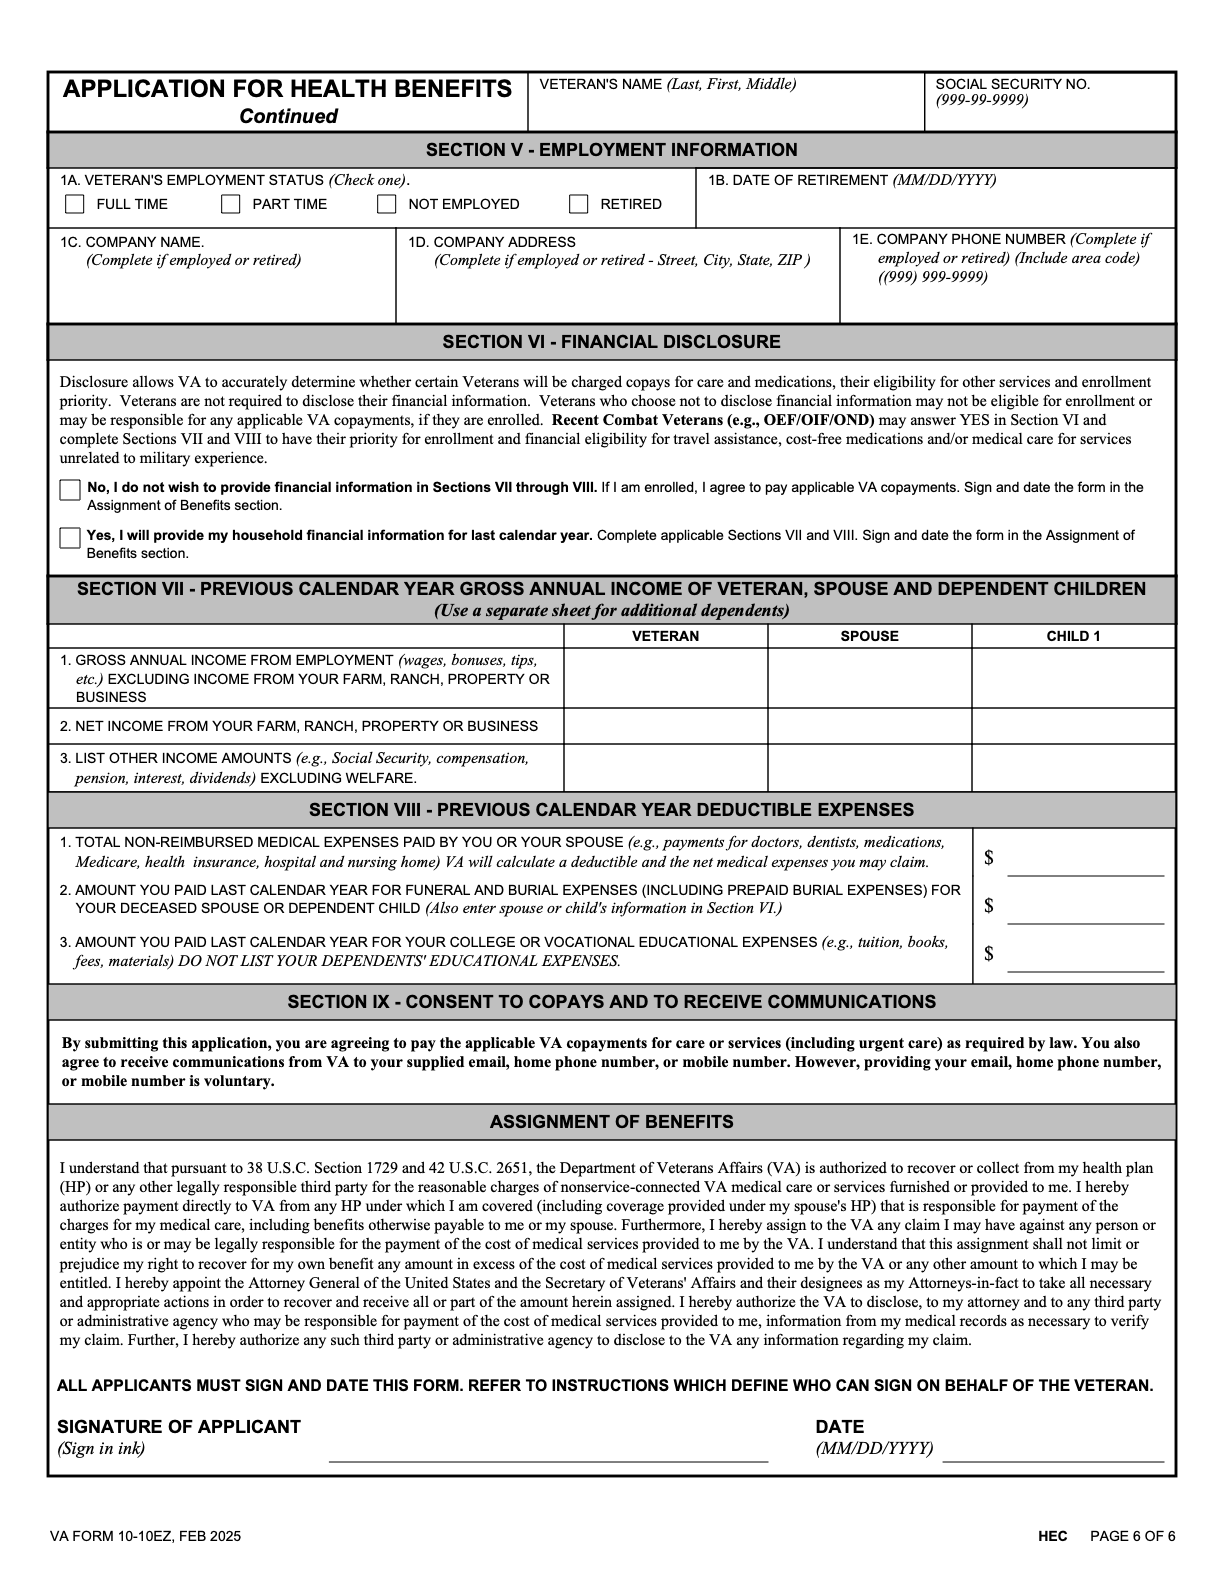 APPLICATION FOR HEALTH BENEFITS
Continued
VETERAN'S NAME (Last, First, Middle)
SOCIAL SECURITY NO.
(999-99-9999)
SECTION V - EMPLOYMENT INFORMATION
1A. VETERAN'S EMPLOYMENT STATUS (Check one).
FULL TIME PART TIME NOT EMPLOYED RETIRED
1B. DATE OF RETIREMENT (MM/DD/YYYY)
1C. COMPANY NAME.
(Complete if employed or retired)
1D. COMPANY ADDRESS
(Complete if employed or retired - Street, City, State, ZIP )
1E. COMPANY PHONE NUMBER (Complete if
employed or retired) (Include area code)
((999) 999-9999)
SECTION VI - FINANCIAL DISCLOSURE
Disclosure allows VA to accurately determine whether certain Veterans will be charged copays for care and medications, their eligibility for other services and enrollment
priority. Veterans are not required to disclose their financial information. Veterans who choose not to disclose financial information may not be eligible for enrollment or
may be responsible for any applicable VA copayments, if they are enrolled. Recent Combat Veterans (e.g., OEF/OIF/OND) may answer YES in Section VI and
complete Sections VII and VIII to have their priority for enrollment and financial eligibility for travel assistance, cost-free medications and/or medical care for services
unrelated to military experience.
No, I do not wish to provide financial information in Sections VII through VIII. If I am enrolled, I agree to pay applicable VA copayments. Sign and date the form in the
Assignment of Benefits section.
Yes, I will provide my household financial information for last calendar year. Complete applicable Sections VII and VIII. Sign and date the form in the Assignment of
Benefits section.
SECTION VII - PREVIOUS CALENDAR YEAR GROSS ANNUAL INCOME OF VETERAN, SPOUSE AND DEPENDENT CHILDREN
(Use a separate sheet for additional dependents)
VETERAN SPOUSE CHILD 1
1. GROSS ANNUAL INCOME FROM EMPLOYMENT (wages, bonuses, tips,
etc.) EXCLUDING INCOME FROM YOUR FARM, RANCH, PROPERTY OR
BUSINESS
2. NET INCOME FROM YOUR FARM, RANCH, PROPERTY OR BUSINESS
3. LIST OTHER INCOME AMOUNTS (e.g., Social Security, compensation,
pension, interest, dividends) EXCLUDING WELFARE.
SECTION VIII - PREVIOUS CALENDAR YEAR DEDUCTIBLE EXPENSES
1. TOTAL NON-REIMBURSED MEDICAL EXPENSES PAID BY YOU OR YOUR SPOUSE (e.g., payments for doctors, dentists, medications,
Medicare, health insurance, hospital and nursing home) VA will calculate a deductible and the net medical expenses you may claim.
$
2. AMOUNT YOU PAID LAST CALENDAR YEAR FOR FUNERAL AND BURIAL EXPENSES (INCLUDING PREPAID BURIAL EXPENSES) FOR
YOUR DECEASED SPOUSE OR DEPENDENT CHILD (Also enter spouse or child's information in Section VI.)
$
3. AMOUNT YOU PAID LAST CALENDAR YEAR FOR YOUR COLLEGE OR VOCATIONAL EDUCATIONAL EXPENSES (e.g., tuition, books,
fees, materials) DO NOT LIST YOUR DEPENDENTS' EDUCATIONAL EXPENSES.
$
SECTION IX - CONSENT TO COPAYS AND TO RECEIVE COMMUNICATIONS
By submitting this application, you are agreeing to pay the applicable VA copayments for care or services (including urgent care) as required by law. You also
agree to receive communications from VA to your supplied email, home phone number, or mobile number. However, providing your email, home phone number,
or mobile number is voluntary.
ASSIGNMENT OF BENEFITS
I understand that pursuant to 38 U.S.C. Section 1729 and 42 U.S.C. 2651, the Department of Veterans Affairs (VA) is authorized to recover or collect from my health plan
(HP) or any other legally responsible third party for the reasonable charges of nonservice-connected VA medical care or services furnished or provided to me. I hereby
authorize payment directly to VA from any HP under which I am covered (including coverage provided under my spouse's HP) that is responsible for payment of the
charges for my medical care, including benefits otherwise payable to me or my spouse. Furthermore, I hereby assign to the VA any claim I may have against any person or
entity who is or may be legally responsible for the payment of the cost of medical services provided to me by the VA. I understand that this assignment shall not limit or
prejudice my right to recover for my own benefit any amount in excess of the cost of medical services provided to me by the VA or any other amount to which I may be
entitled. I hereby appoint the Attorney General of the United States and the Secretary of Veterans' Affairs and their designees as my Attorneys-in-fact to take all necessary
and appropriate actions in order to recover and receive all or part of the amount herein assigned. I hereby authorize the VA to disclose, to my attorney and to any third party
or administrative agency who may be responsible for payment of the cost of medical services provided to me, information from my medical records as necessary to verify
my claim. Further, I hereby authorize any such third party or administrative agency to disclose to the VA any information regarding my claim.
ALL APPLICANTS MUST SIGN AND DATE THIS FORM. REFER TO INSTRUCTIONS WHICH DEFINE WHO CAN SIGN ON BEHALF OF THE VETERAN.
SIGNATURE OF APPLICANT
(Sign in ink)
DATE
(MM/DD/YYYY)
VA FORM 10-10EZ, FEB 2025
HEC PAGE 6 OF 6